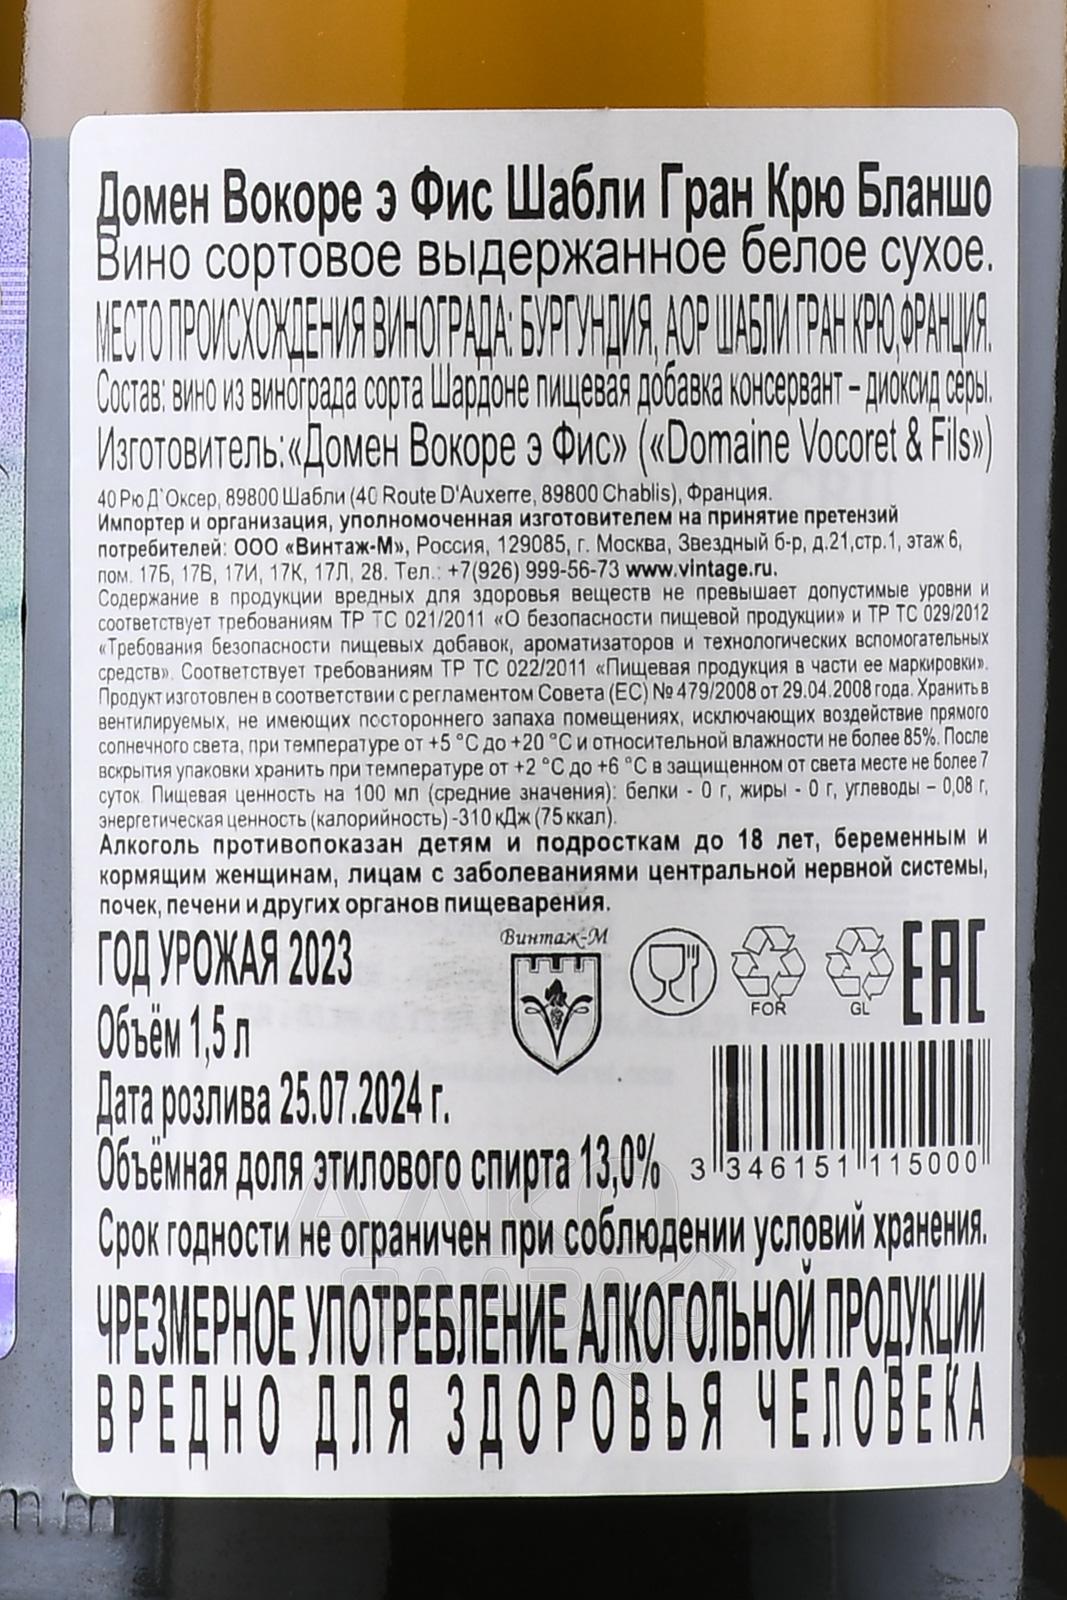 Домен Вокоре э Фис Шабли Гран Крю Бланшо
Вино сортовое выдержанное белое сухое.
МЕСТО ПРОИСХОЖДЕНИЯ ВИНОГРАДА: БУРГУНДИЯ, АОР ШАБЛИ ГРАН КРЮ,ФРАНЦИЯ.
Состав: вино из винограда сорта Шардоне пищевая добавка консервант – диоксид серы.
Изготовитель:«Домен Вокоре э Фис» («Domaine Vocoret & Fils»)
40 Рю Д`Оксер, 89800 Шабли (40 Route D'Auxerre, 89800 Chablis), Франция.
Импортер и организация, уполномоченная изготовителем на принятие претензий
потребителей: ООО «Винтаж-М», Россия, 129085, г. Москва, Звездный б-р, д.21,стр.1, этаж 6,
пом. 17Б, 17В, 17И, 17К, 17Л, 28. Тел.: +7(926) 999-56-73 www.vintage.ru.
Содержание в продукции вредных для здоровья веществ не превышает допустимые уровни и
соответствует требованиям ТР ТС 021/2011 «О безопасности пищевой продукции» и ТР ТС 029/2012
«Требования безопасности пищевых добавок, ароматизаторов и технологических вспомогательных
средств». Соответствует требованиям ТР ТС 022/2011 «Пищевая продукция в части ее маркировки».
Продукт изготовлен в соответствии с регламентом Совета (ЕС) № 479/2008 от 29.04.2008 года. Хранить в
вентилируемых, не имеющих постороннего запаха помещениях, исключающих воздействие прямого
солнечного света, при температуре от +5 °С до +20 °С и относительной влажности не более 85%. После
вскрытия упаковки хранить при температуре от +2 °С до +6 °С в защищенном от света месте не более 7
суток. Пищевая ценность на 100 мл (средние значения): белки - 0 г, жиры - 0 г, углеводы – 0,08 г,
энергетическая ценность (калорийность) -310 кДж (75 ккал).
Алкоголь противопоказан детям и подросткам до 18 лет, беременным и
кормящим женщинам, лицам с заболеваниями центральной нервной системы,
почек, печени и других органов пищеварения.
ГОД УРОЖАЯ 2023
Винтаж-М
FOR
GL
ЕАС
Объём 1,5 л
Дата розлива 25.07.2024 г.
Объёмная доля этилового спирта 13,0%
3 346151 115000
Срок годности не ограничен при соблюдении условий хранения.
ЧРЕЗМЕРНОЕ УПОТРЕБЛЕНИЕ АЛКОГОЛЬНОЙ ПРОДУКЦИИ
ВРЕДНО ДЛЯ ЗДОРОВЬЯ ЧЕЛОВЕКА
mm